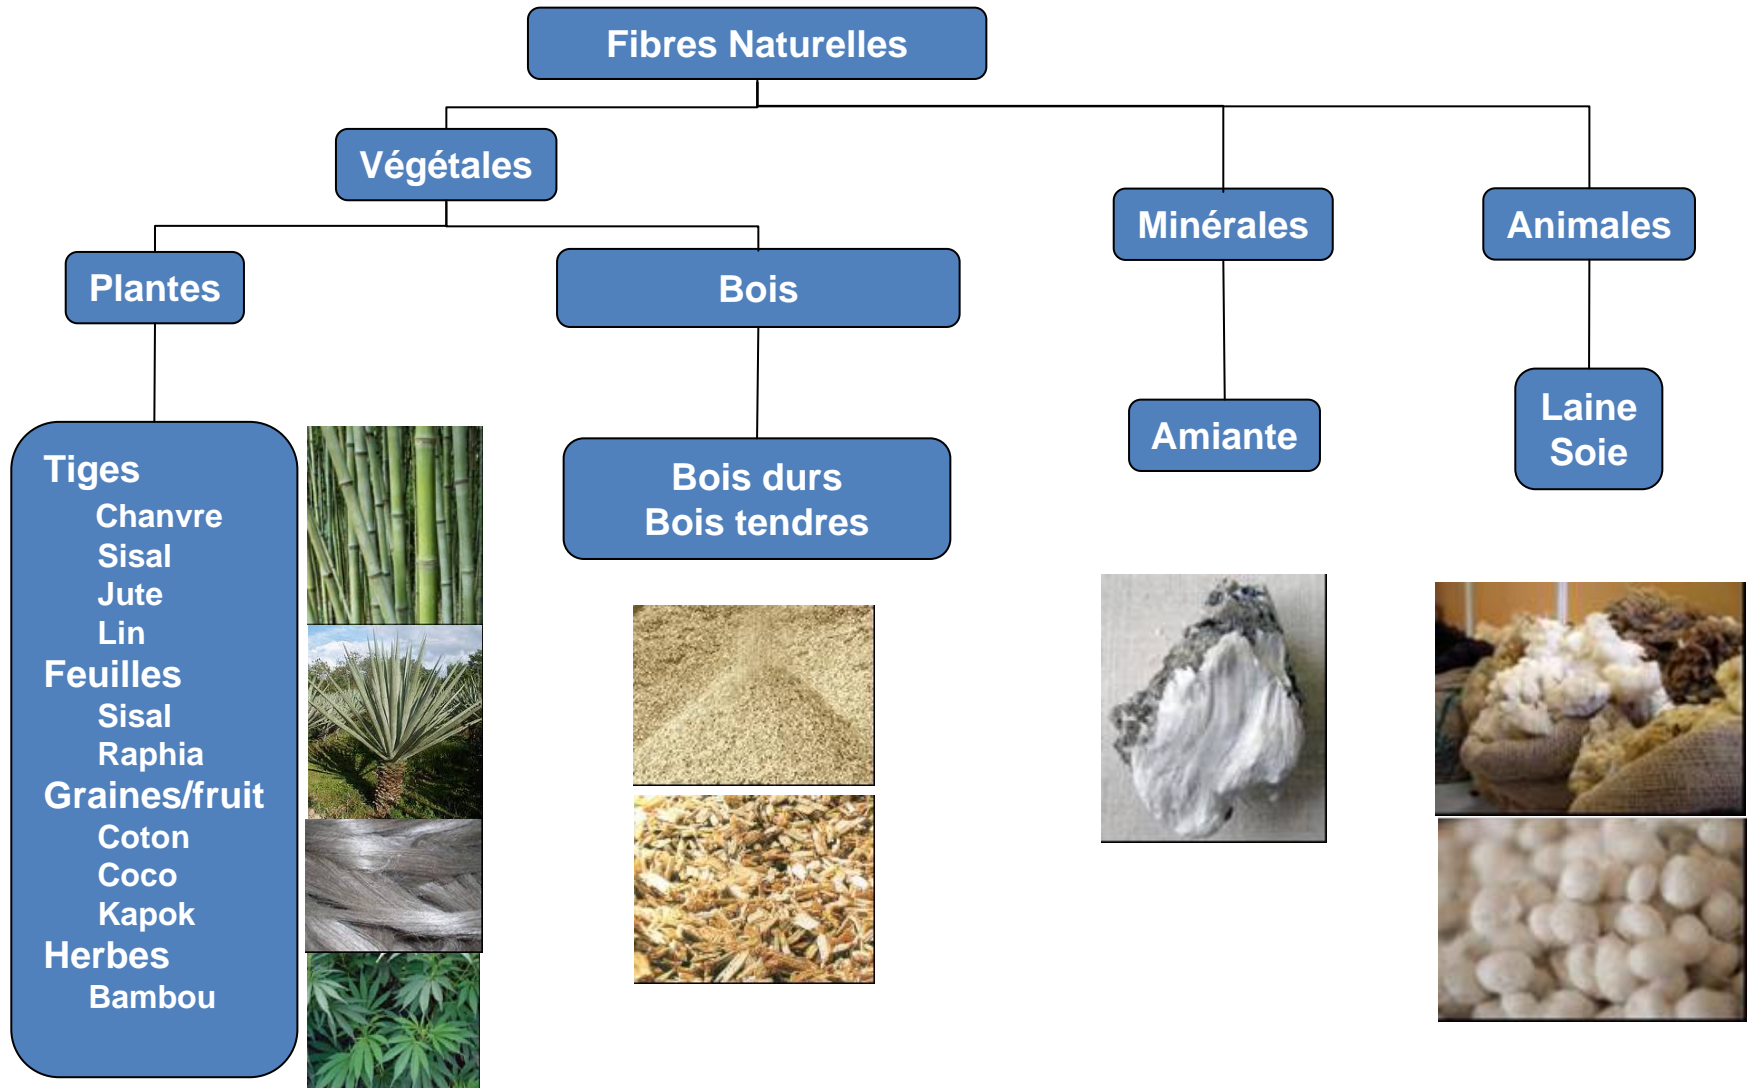 Fibres Naturelles
Végétales
Minérales
Animales
Plantes
Bois
Tiges
Chanvre
Sisal
Jute
Lin
Feuilles
Sisal
Raphia
Graines/fruit
Coton
Coco
Kapok
Herbes
Bambou
Bois durs
Bois tendres
Amiante
Laine
Soie